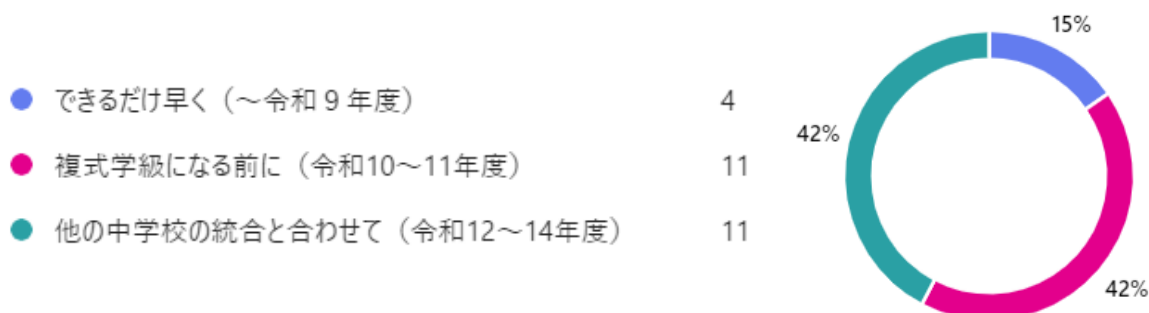 できるだけ早く（～令和９年度） 4
複式学級になる前に（令和10～11年度） 11
他の中学校の統合と合わせて（令和12～14年度） 11
15%
42%
42%